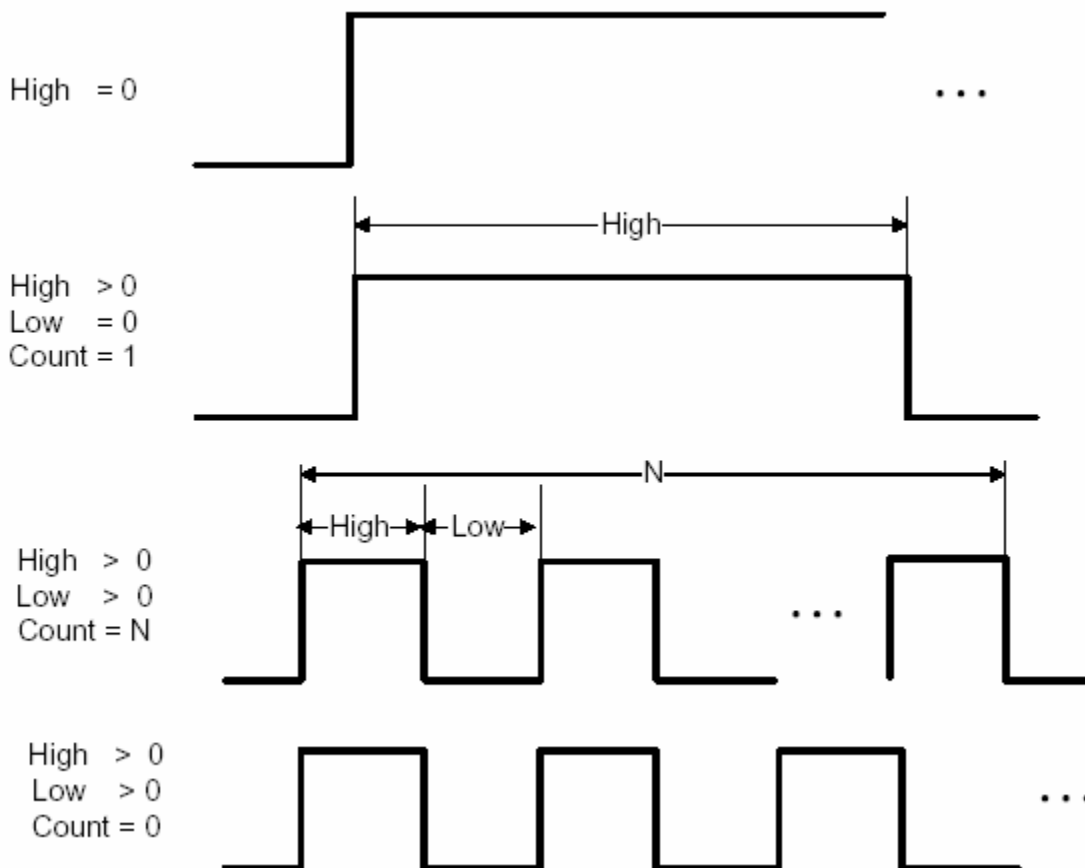 High = 0
...
High
High > 0
Low = 0
Count = 1
N
High Low
High > 0
Low > 0
Count = N
...
High > 0
Low > 0
Count = 0
...